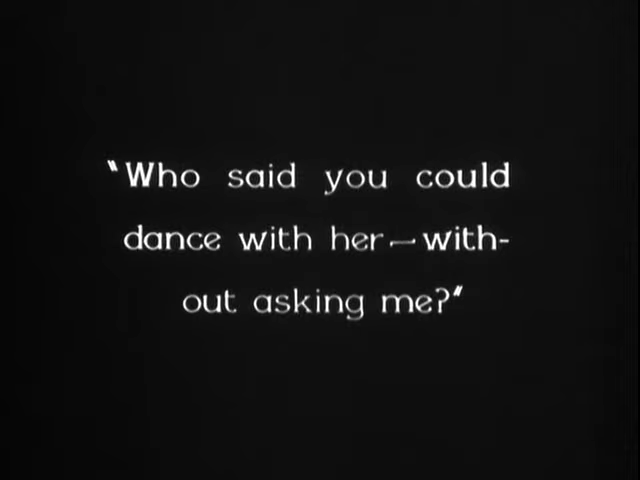 "Who said you could
dance with her—with-
out asking me?"